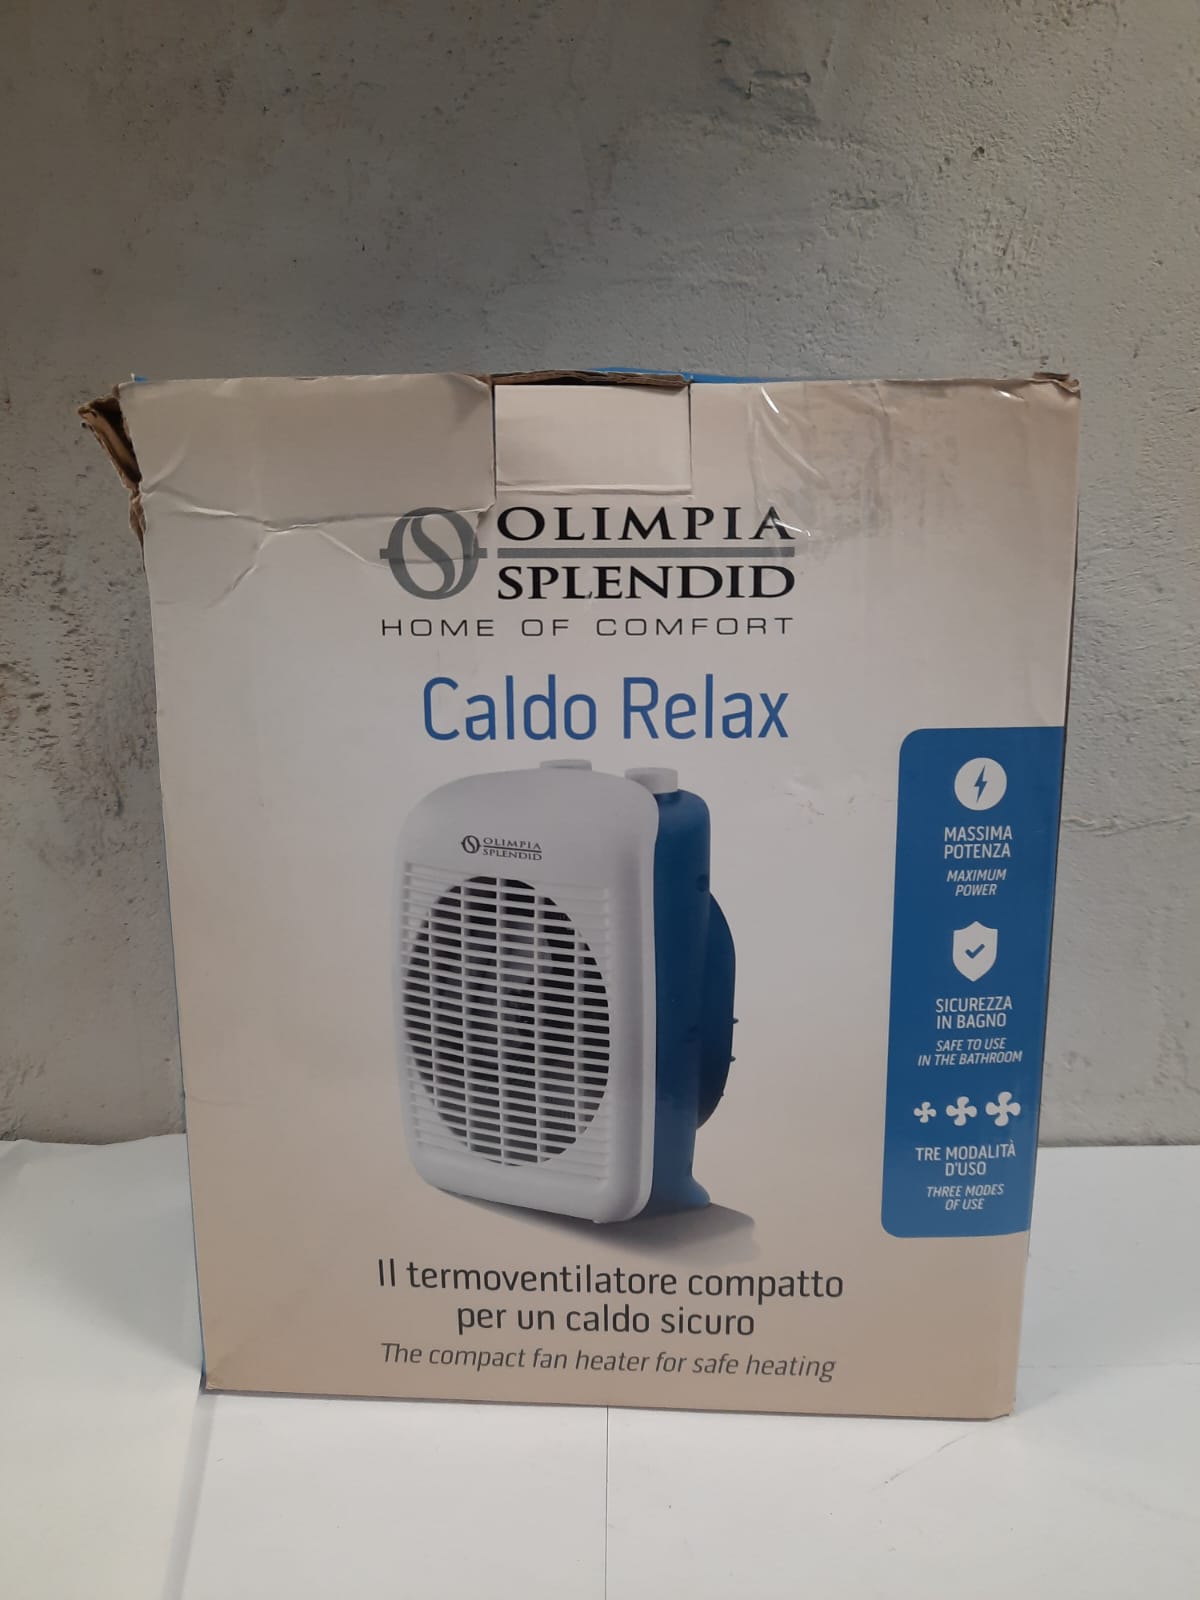 OLIMPIA
SPLENDID
HOME OF COMFORT
Caldo Relax
OLIMPIA
SPLENDID
MASSIMA
POTENZA
MAXIMUM
POWER
SICUREZZA
IN BAGNO
SAFE TO USE
IN THE BATHROOM
TRE MODALITÀ
D'USO
THREE MODES
OF USE
Il termoventilatore compatto
per un caldo sicuro
The compact fan heater for safe heating